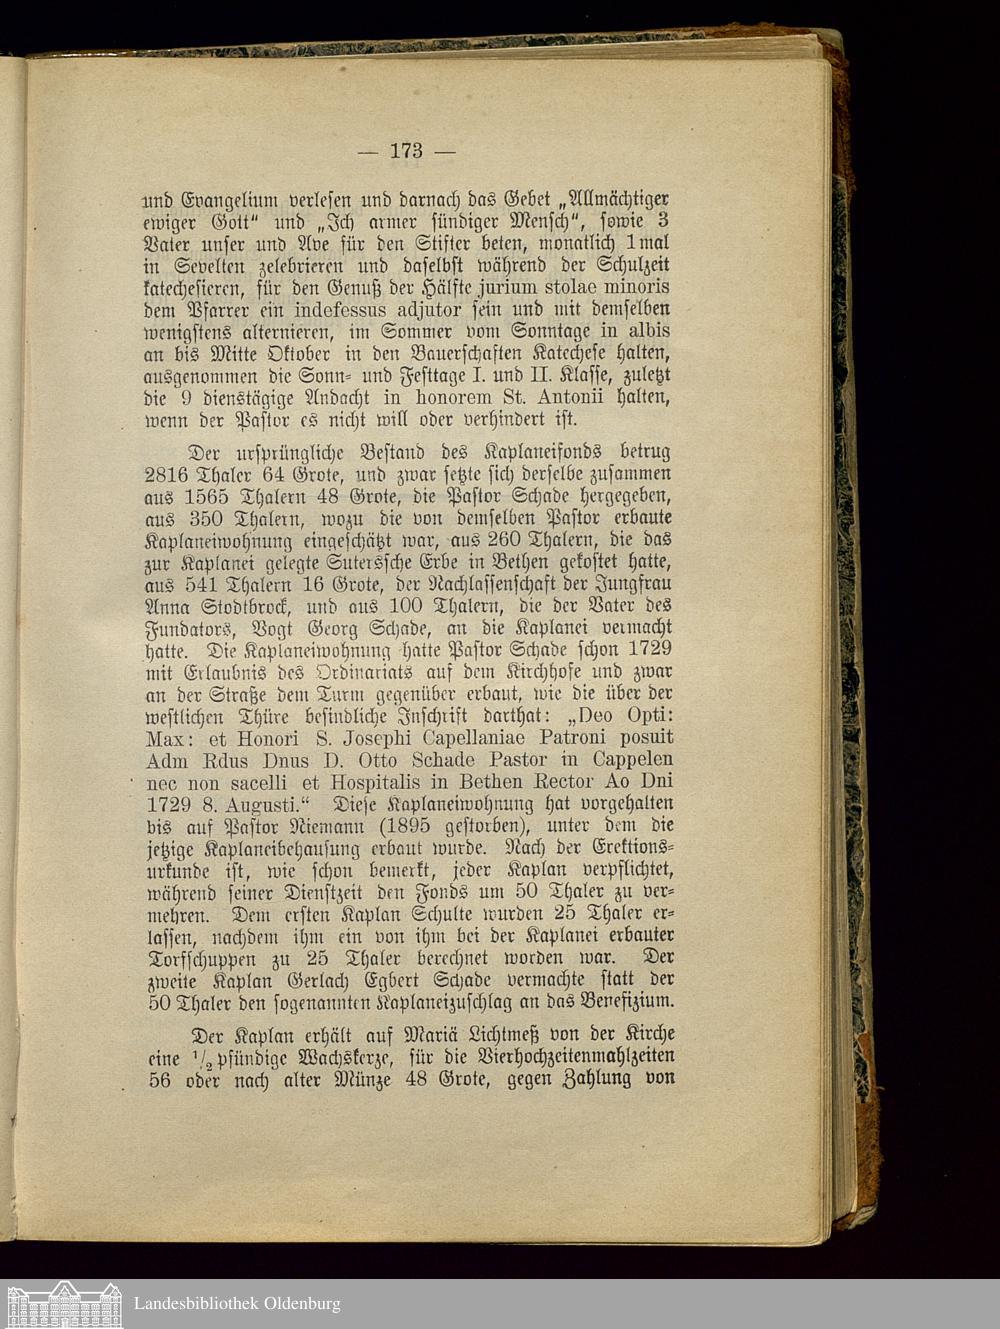 — 173 —
und Evangelium verlesen und darnach das Gebet „Allmächtiger
ewiger Gott“ und „Ich armer sündiger Mensch“, sowie 3
Vater unser und Ave für den Stifter beten, monatlich 1mal
in Sevelten zelebrieren und daselbst während der Schulzeit
katechesieren, für den Genuß der Hälfte jurium stolae minoris
dem Pfarrer ein indefessus adjutor sein und mit demselben
wenigstens alternieren, im Sommer vom Sonntage in albis
an bis Mitte Oktober in den Bauerschaften Katechese halten,
ausgenommen die Sonn- und Festtage I. und II. Klasse, zuletzt
die 9 dienstägige Andacht in honorem St. Antonii halten,
wenn der Pastor es nicht will oder verhindert ist.
Der ursprüngliche Bestand des Kaplaneifonds betrug
2816 Thaler 64 Grote, und zwar setzte sich derselbe zusammen
aus 1565 Thalern 48 Grote, die Pastor Schade hergegeben,
aus 350 Thalern, wozu die von demselben Pastor erbaute
Kaplaneiwohnung eingeschätzt war, aus 260 Thalern, die das
zur Kaplanei gelegte Suterssche Erbe in Bethen gekostet hatte,
aus 541 Thalern 16 Grote, der Nachlassenschaft der Jungfrau
Anna Stodtbrock, und aus 100 Thalern, die der Vater des
Fundators, Vogt Georg Schade, an die Kaplanei vermacht
hatte. Die Kaplaneiwohnung hatte Pastor Schade schon 1729
mit Erlaubnis des Ordinariats auf dem Kirchhofe und zwar
an der Straße dem Turm gegenüber erbaut, wie die über der
westlichen Thüre befindliche Inschrift darthat: „Deo Opti:
Max: et Honori S. Josephi Capellaniae Patroni posuit
Adm Rdus Dnus D. Otto Schade Pastor in Cappelen
nec non sacelli et Hospitalis in Bethen Rector Ao Dni
1729 8. Augusti.“ Diese Kaplaneiwohnung hat vorgehalten
bis auf Pastor Niemann (1895 gestorben), unter dem die
jetzige Kaplaneibehausung erbaut wurde. Nach der Erektions-
urkunde ist, wie schon bemerkt, jeder Kaplan verpflichtet,
während seiner Dienstzeit den Fonds um 50 Thaler zu ver-
mehren. Dem ersten Kaplan Schulte wurden 25 Thaler er-
lassen, nachdem ihm ein von ihm bei der Kaplanei erbauter
Torfschuppen zu 25 Thaler berechnet worden war. Der
zweite Kaplan Gerlach Egbert Schade vermachte statt der
50 Thaler den sogenannten Kaplaneizuschlag an das Benefizium.
Der Kaplan erhält auf Mariä Lichtmeß von der Kirche
eine 1/2 pfündige Wachskerze, für die Vierhochzeitenmahlzeiten
56 oder nach alter Münze 48 Grote, gegen Zahlung von
Landesbibliothek Oldenburg